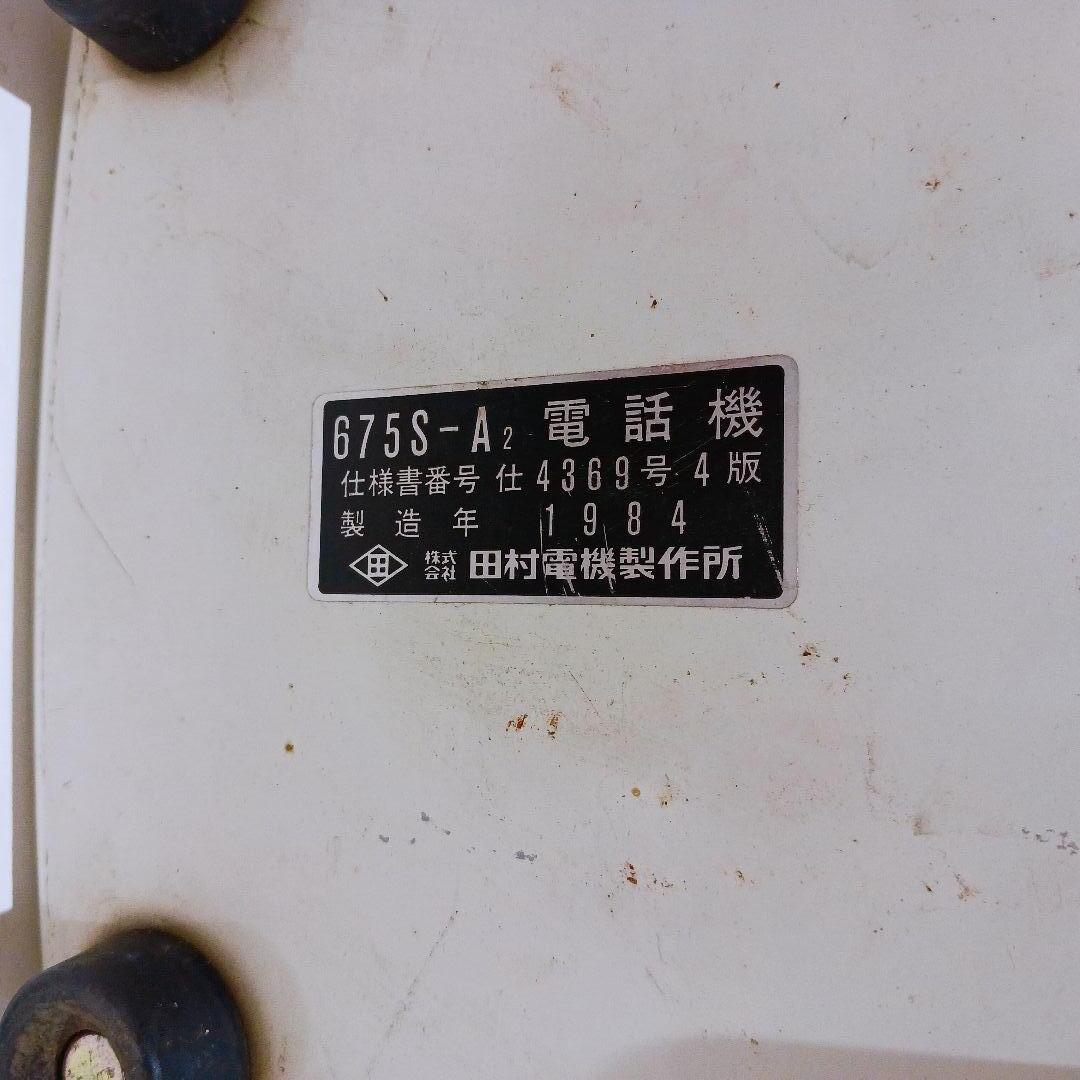 675S-A2 電話機
仕様書番号 仕4369号4版
製造年 1984
田 株式会社 田村電機製作所